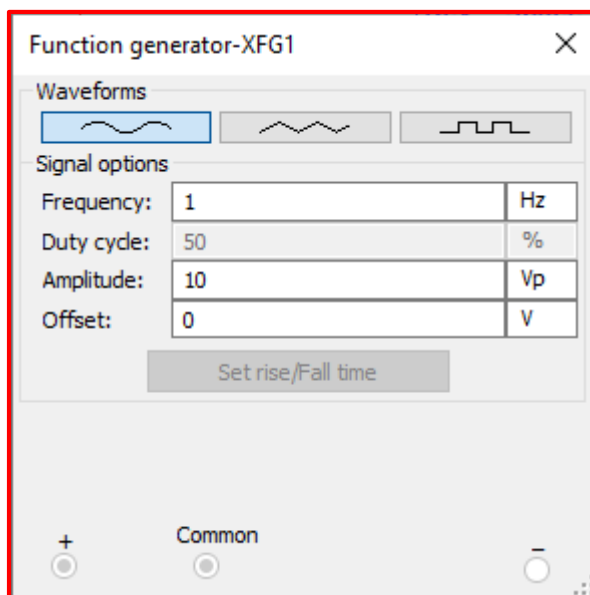 Function generator-XFG1
Waveforms
Signal options
Frequency: 1 Hz
Duty cycle: 50 %
Amplitude: 10 Vp
Offset: 0 V
Set rise/Fall time
+ Common −